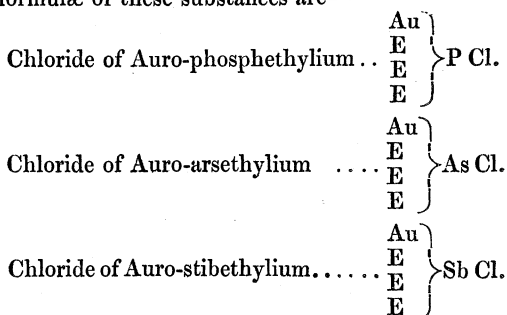 formulæ of these substances are
Au
E
Chloride of Auro-phosphethylium .. E } P Cl.
E
Au
E
Chloride of Auro-arsethylium .... E } As Cl.
E
Au
E
Chloride of Auro-stibethylium...... E } Sb Cl.
E